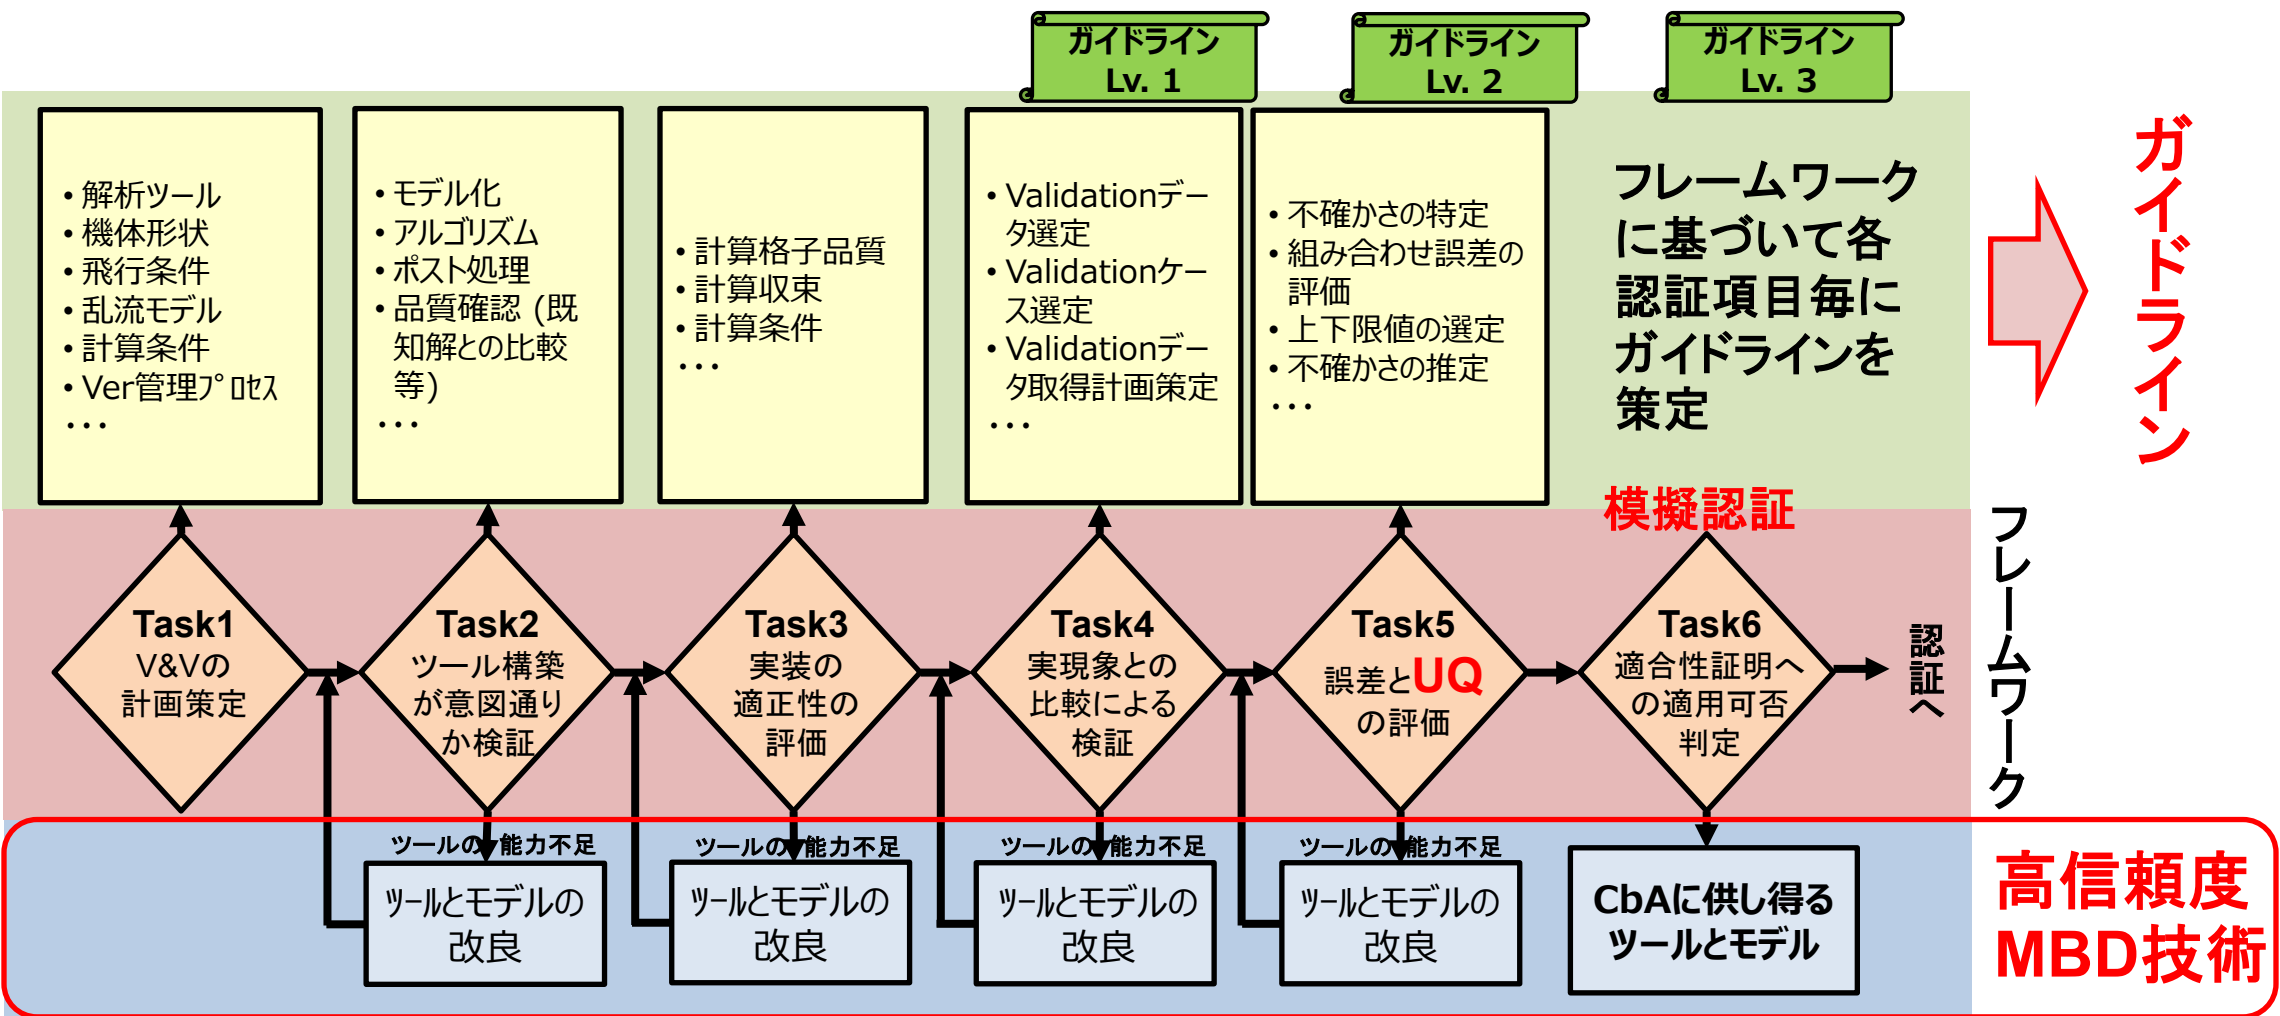 ガイドライン
Lv. 1
ガイドライン
Lv. 2
ガイドライン
Lv. 3
• 解析ツール
• 機体形状
• 飛行条件
• 乱流モデル
• 計算条件
• Ver管理プロセス
・・・
• モデル化
• アルゴリズム
• ポスト処理
• 品質確認 (既
知解との比較
等)
・・・
• 計算格子品質
• 計算収束
• 計算条件
・・・
• Validationデー
タ選定
• Validationケー
ス選定
• Validationデー
タ取得計画策定
・・・
• 不確かさの特定
• 組み合わせ誤差の
評価
• 上下限値の選定
• 不確かさの推定
・・・
フレームワーク
に基づいて各
認証項目毎に
ガイドラインを
策定
ガイドライン
模擬認証
Task1
V&Vの
計画策定
Task2
ツール構築
が意図通り
か検証
Task3
実装の
適正性の
評価
Task4
実現象との
比較による
検証
Task5
誤差とUQ
の評価
Task6
適合性証明へ
の適用可否
判定
認証へ
フレームワーク
ツールの能力不足
ツールとモデルの
改良
ツールの能力不足
ツールとモデルの
改良
ツールの能力不足
ツールとモデルの
改良
ツールの能力不足
ツールとモデルの
改良
CbAに供し得る
ツールとモデル
高信頼度
MBD技術